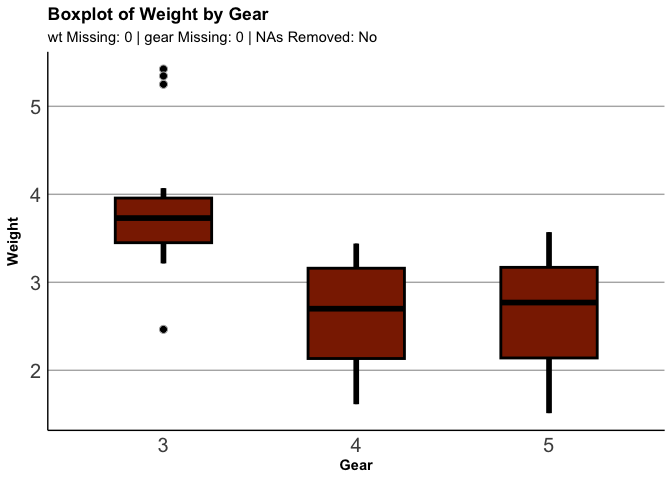 Boxplot of Weight by Gear
wt Missing: 0 | gear Missing: 0 | NAs Removed: No
5
4
3
2
Weight
3 4 5
Gear